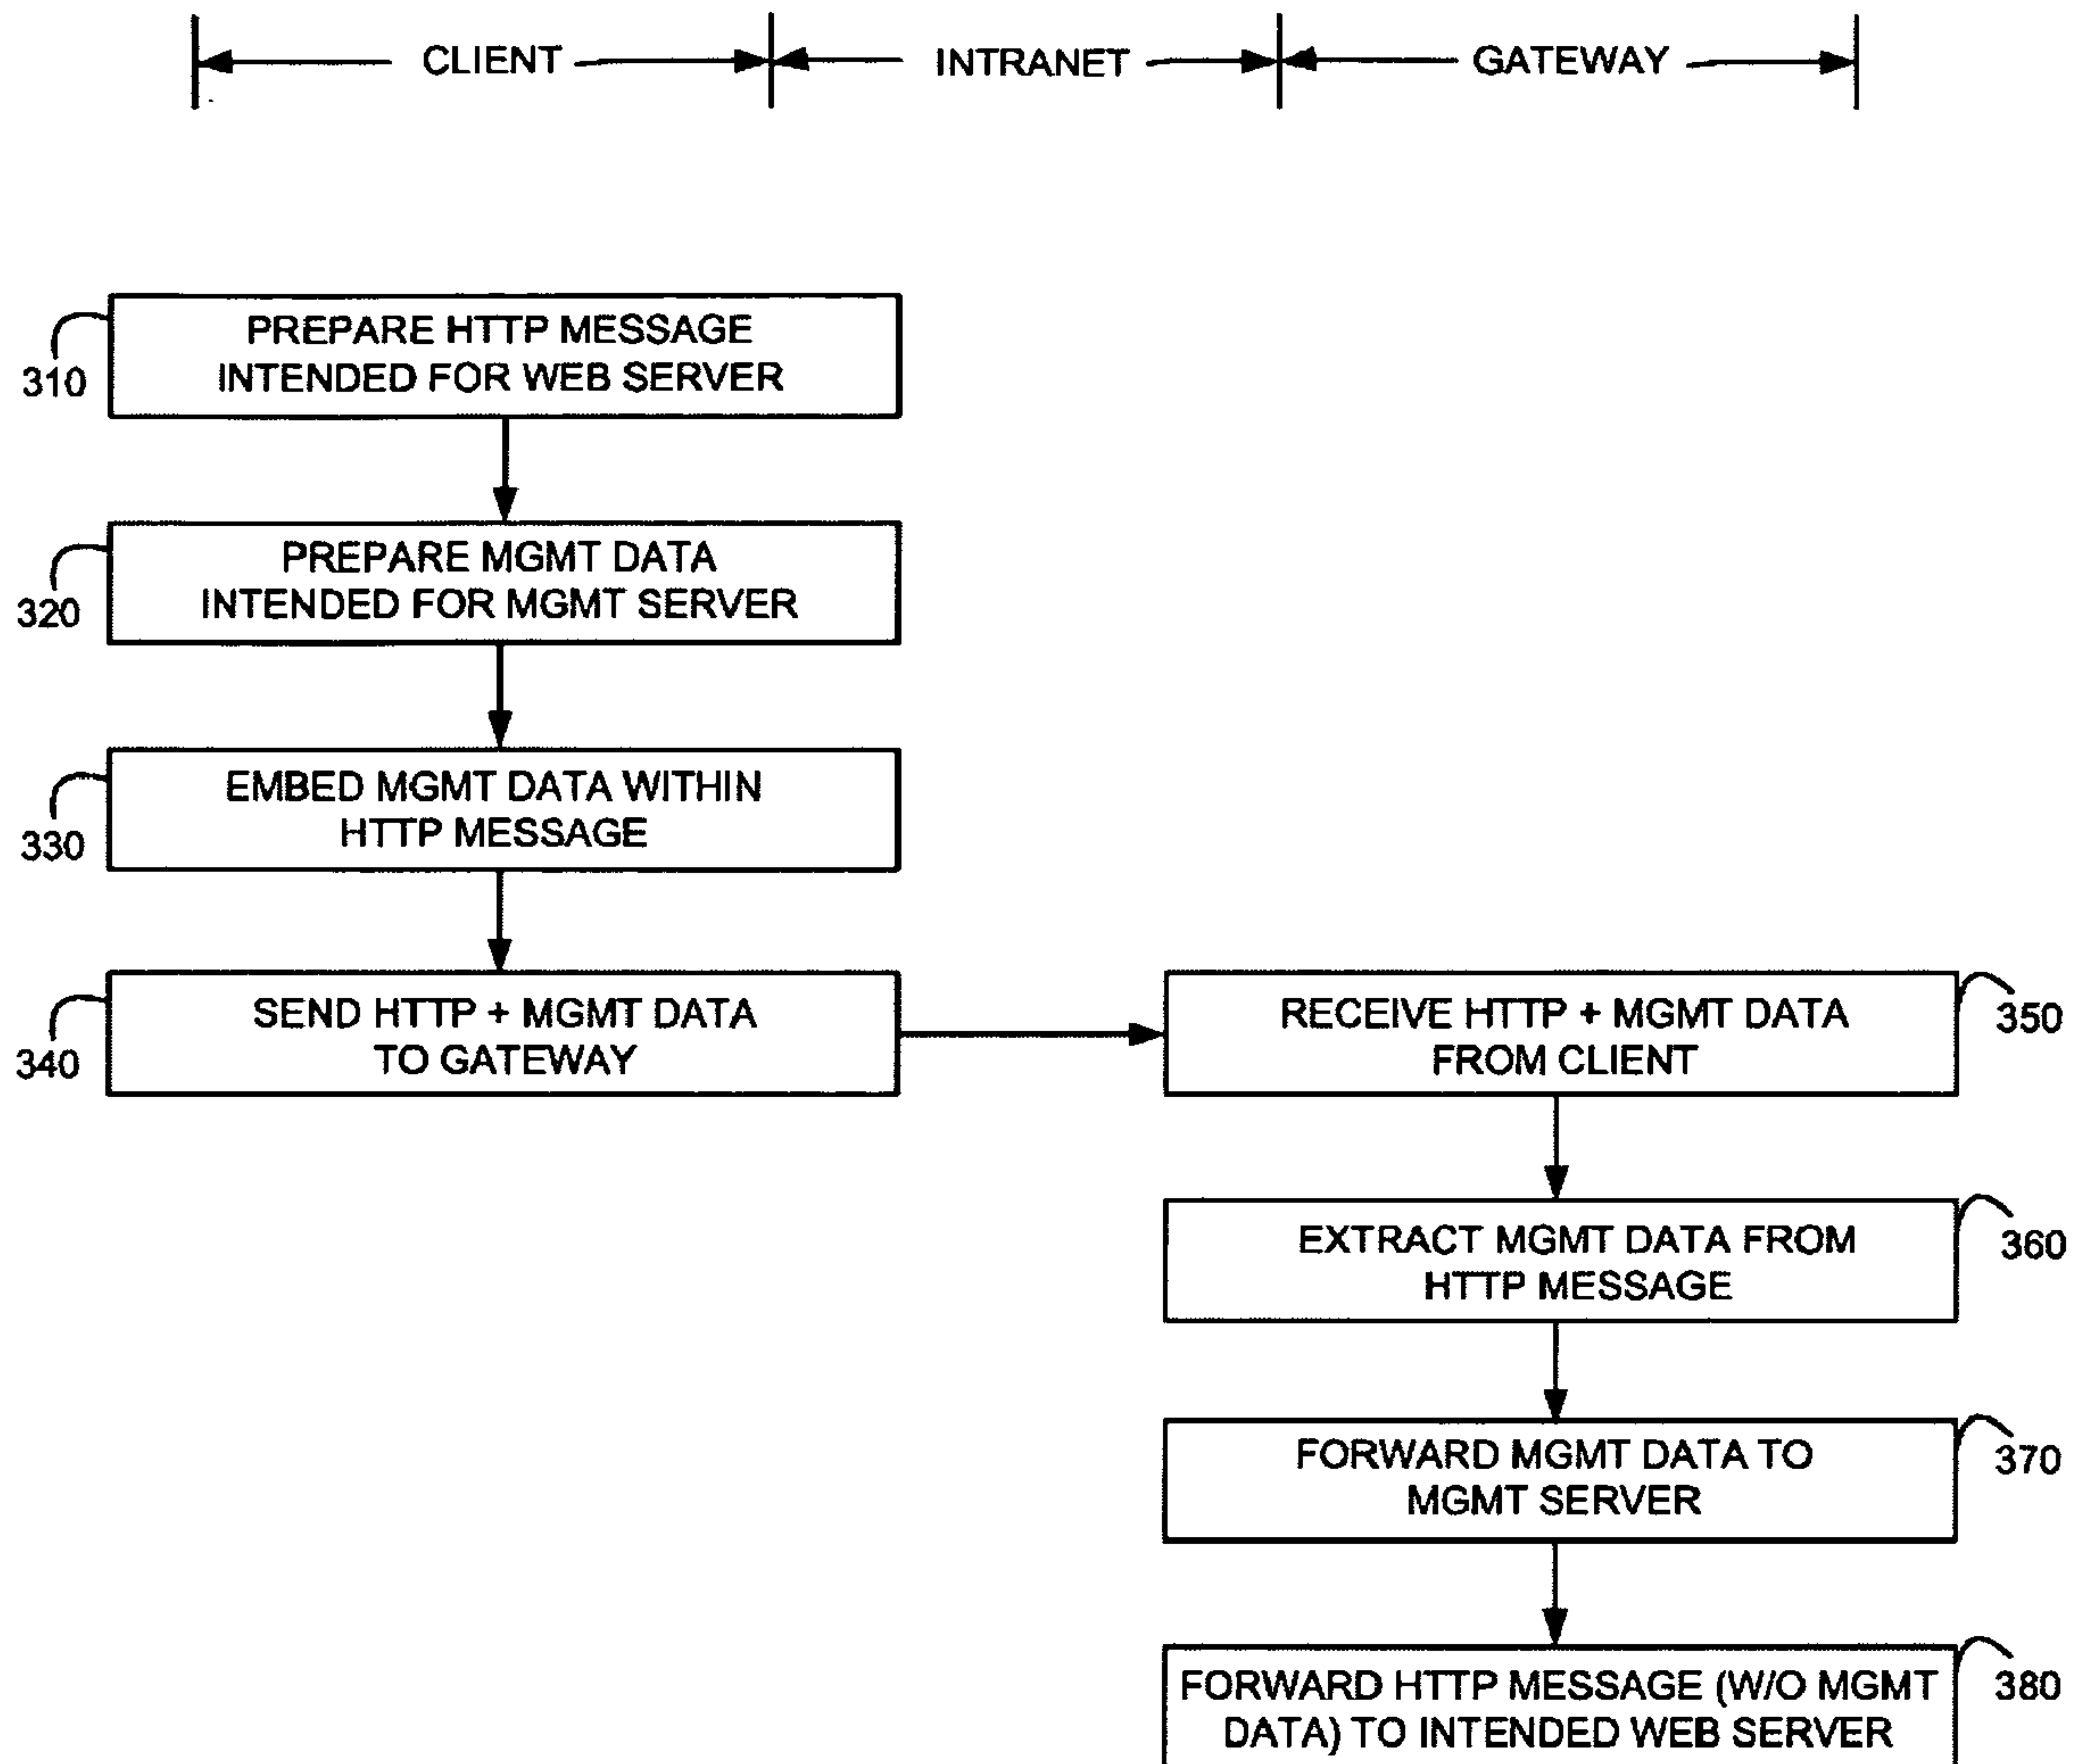 CLIENT INTRANET GATEWAY
PREPARE HTTP MESSAGE
INTENDED FOR WEB SERVER
310
PREPARE MGMT DATA
INTENDED FOR MGMT SERVER
320
EMBED MGMT DATA WITHIN
HTTP MESSAGE
330
SEND HTTP + MGMT DATA
TO GATEWAY
340
RECEIVE HTTP + MGMT DATA
FROM CLIENT
350
EXTRACT MGMT DATA FROM
HTTP MESSAGE
360
FORWARD MGMT DATA TO
MGMT SERVER
370
FORWARD HTTP MESSAGE (W/O MGMT
DATA) TO INTENDED WEB SERVER
380